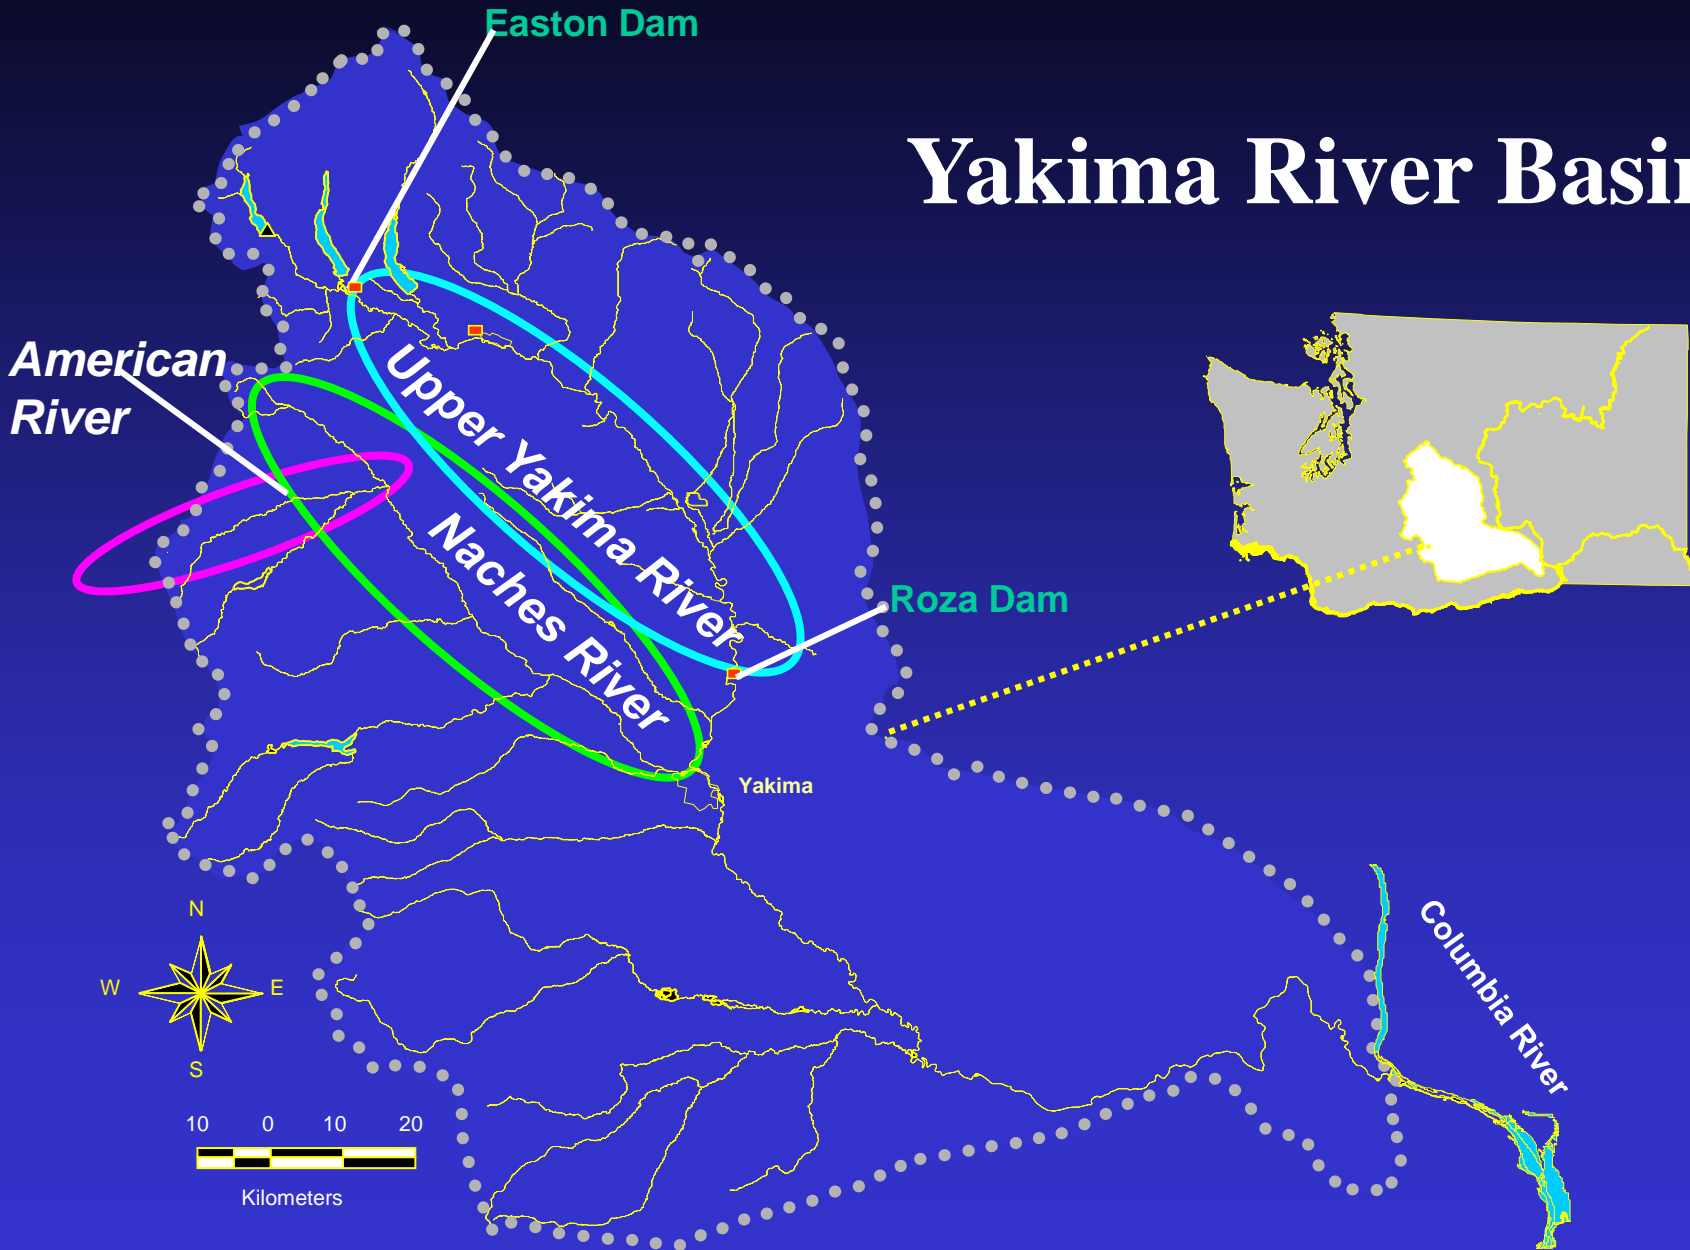 Easton Dam
Yakima River Basin
American
River
Upper Yakima River
Naches River
Roza Dam
Yakima
Columbia River
N
W
E
S
10 0 10 20
Kilometers